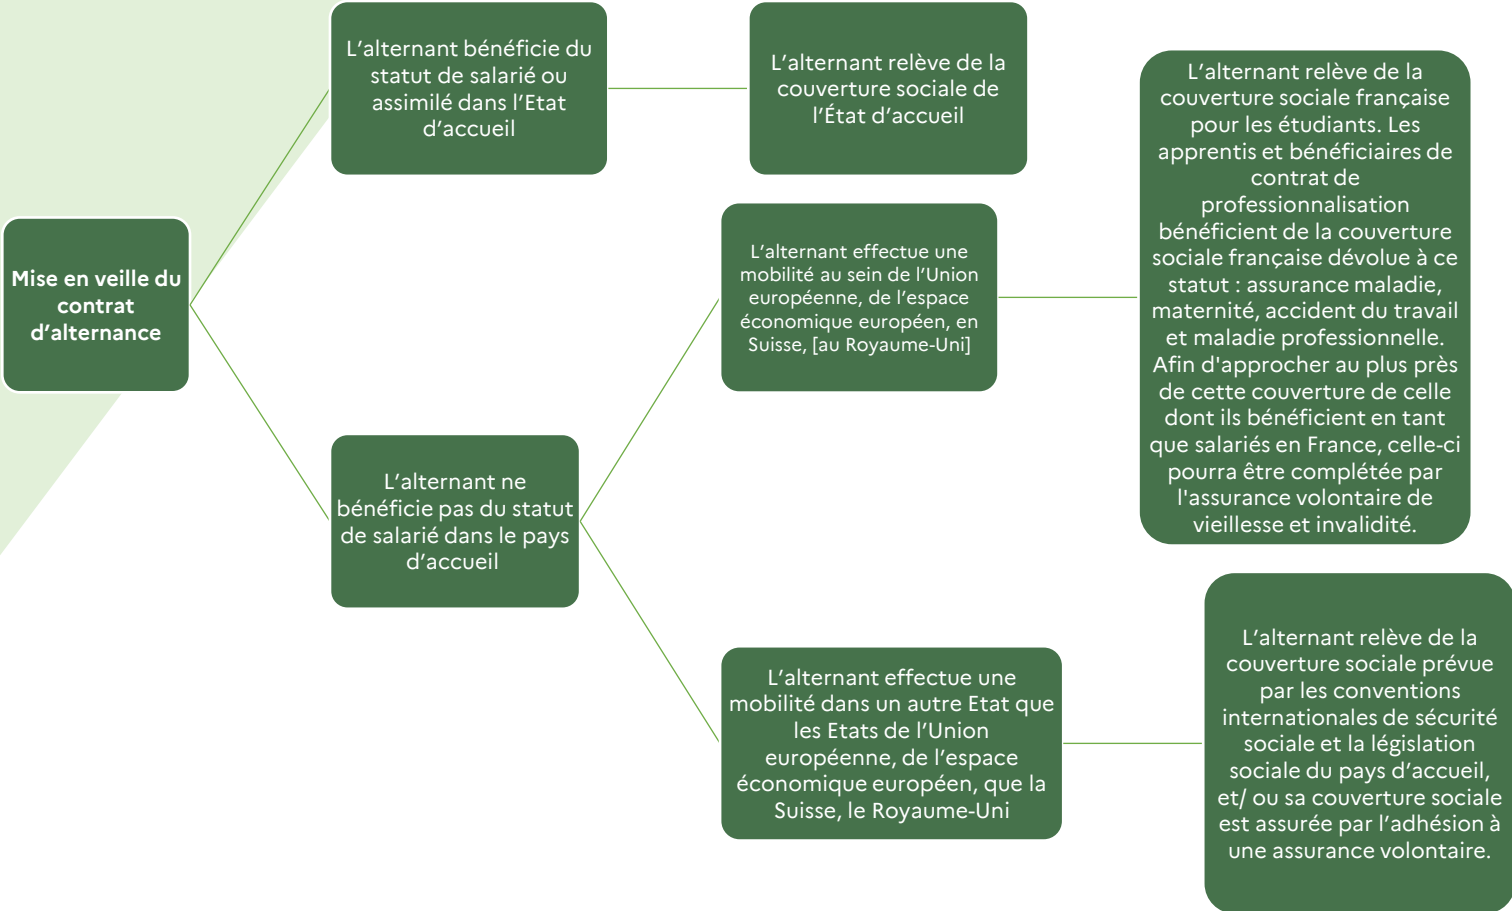 Mise en veille du
contrat
d’alternance
L’alternant bénéficie du
statut de salarié ou
assimilé dans l’Etat
d’accueil
L’alternant relève de la
couverture sociale de
l’État d’accueil
L’alternant ne
bénéficie pas du statut
de salarié dans le pays
d’accueil
L’alternant effectue une
mobilité au sein de l’Union
européenne, de l’espace
économique européen, en
Suisse, [au Royaume-Uni]
L’alternant relève de la
couverture sociale française
pour les étudiants. Les
apprentis et bénéficiaires de
contrat de
professionnalisation
bénéficient de la couverture
sociale française dévolue à ce
statut : assurance maladie,
maternité, accident du travail
et maladie professionnelle.
Afin d'approcher au plus près
de cette couverture de celle
dont ils bénéficient en tant
que salariés en France, celle-ci
pourra être complétée par
l'assurance volontaire de
vieillesse et invalidité.
L’alternant effectue une
mobilité dans un autre Etat que
les Etats de l’Union
européenne, de l’espace
économique européen, que la
Suisse, le Royaume-Uni
L’alternant relève de la
couverture sociale prévue
par les conventions
internationales de sécurité
sociale et la législation
sociale du pays d’accueil,
et/ ou sa couverture sociale
est assurée par l’adhésion à
une assurance volontaire.